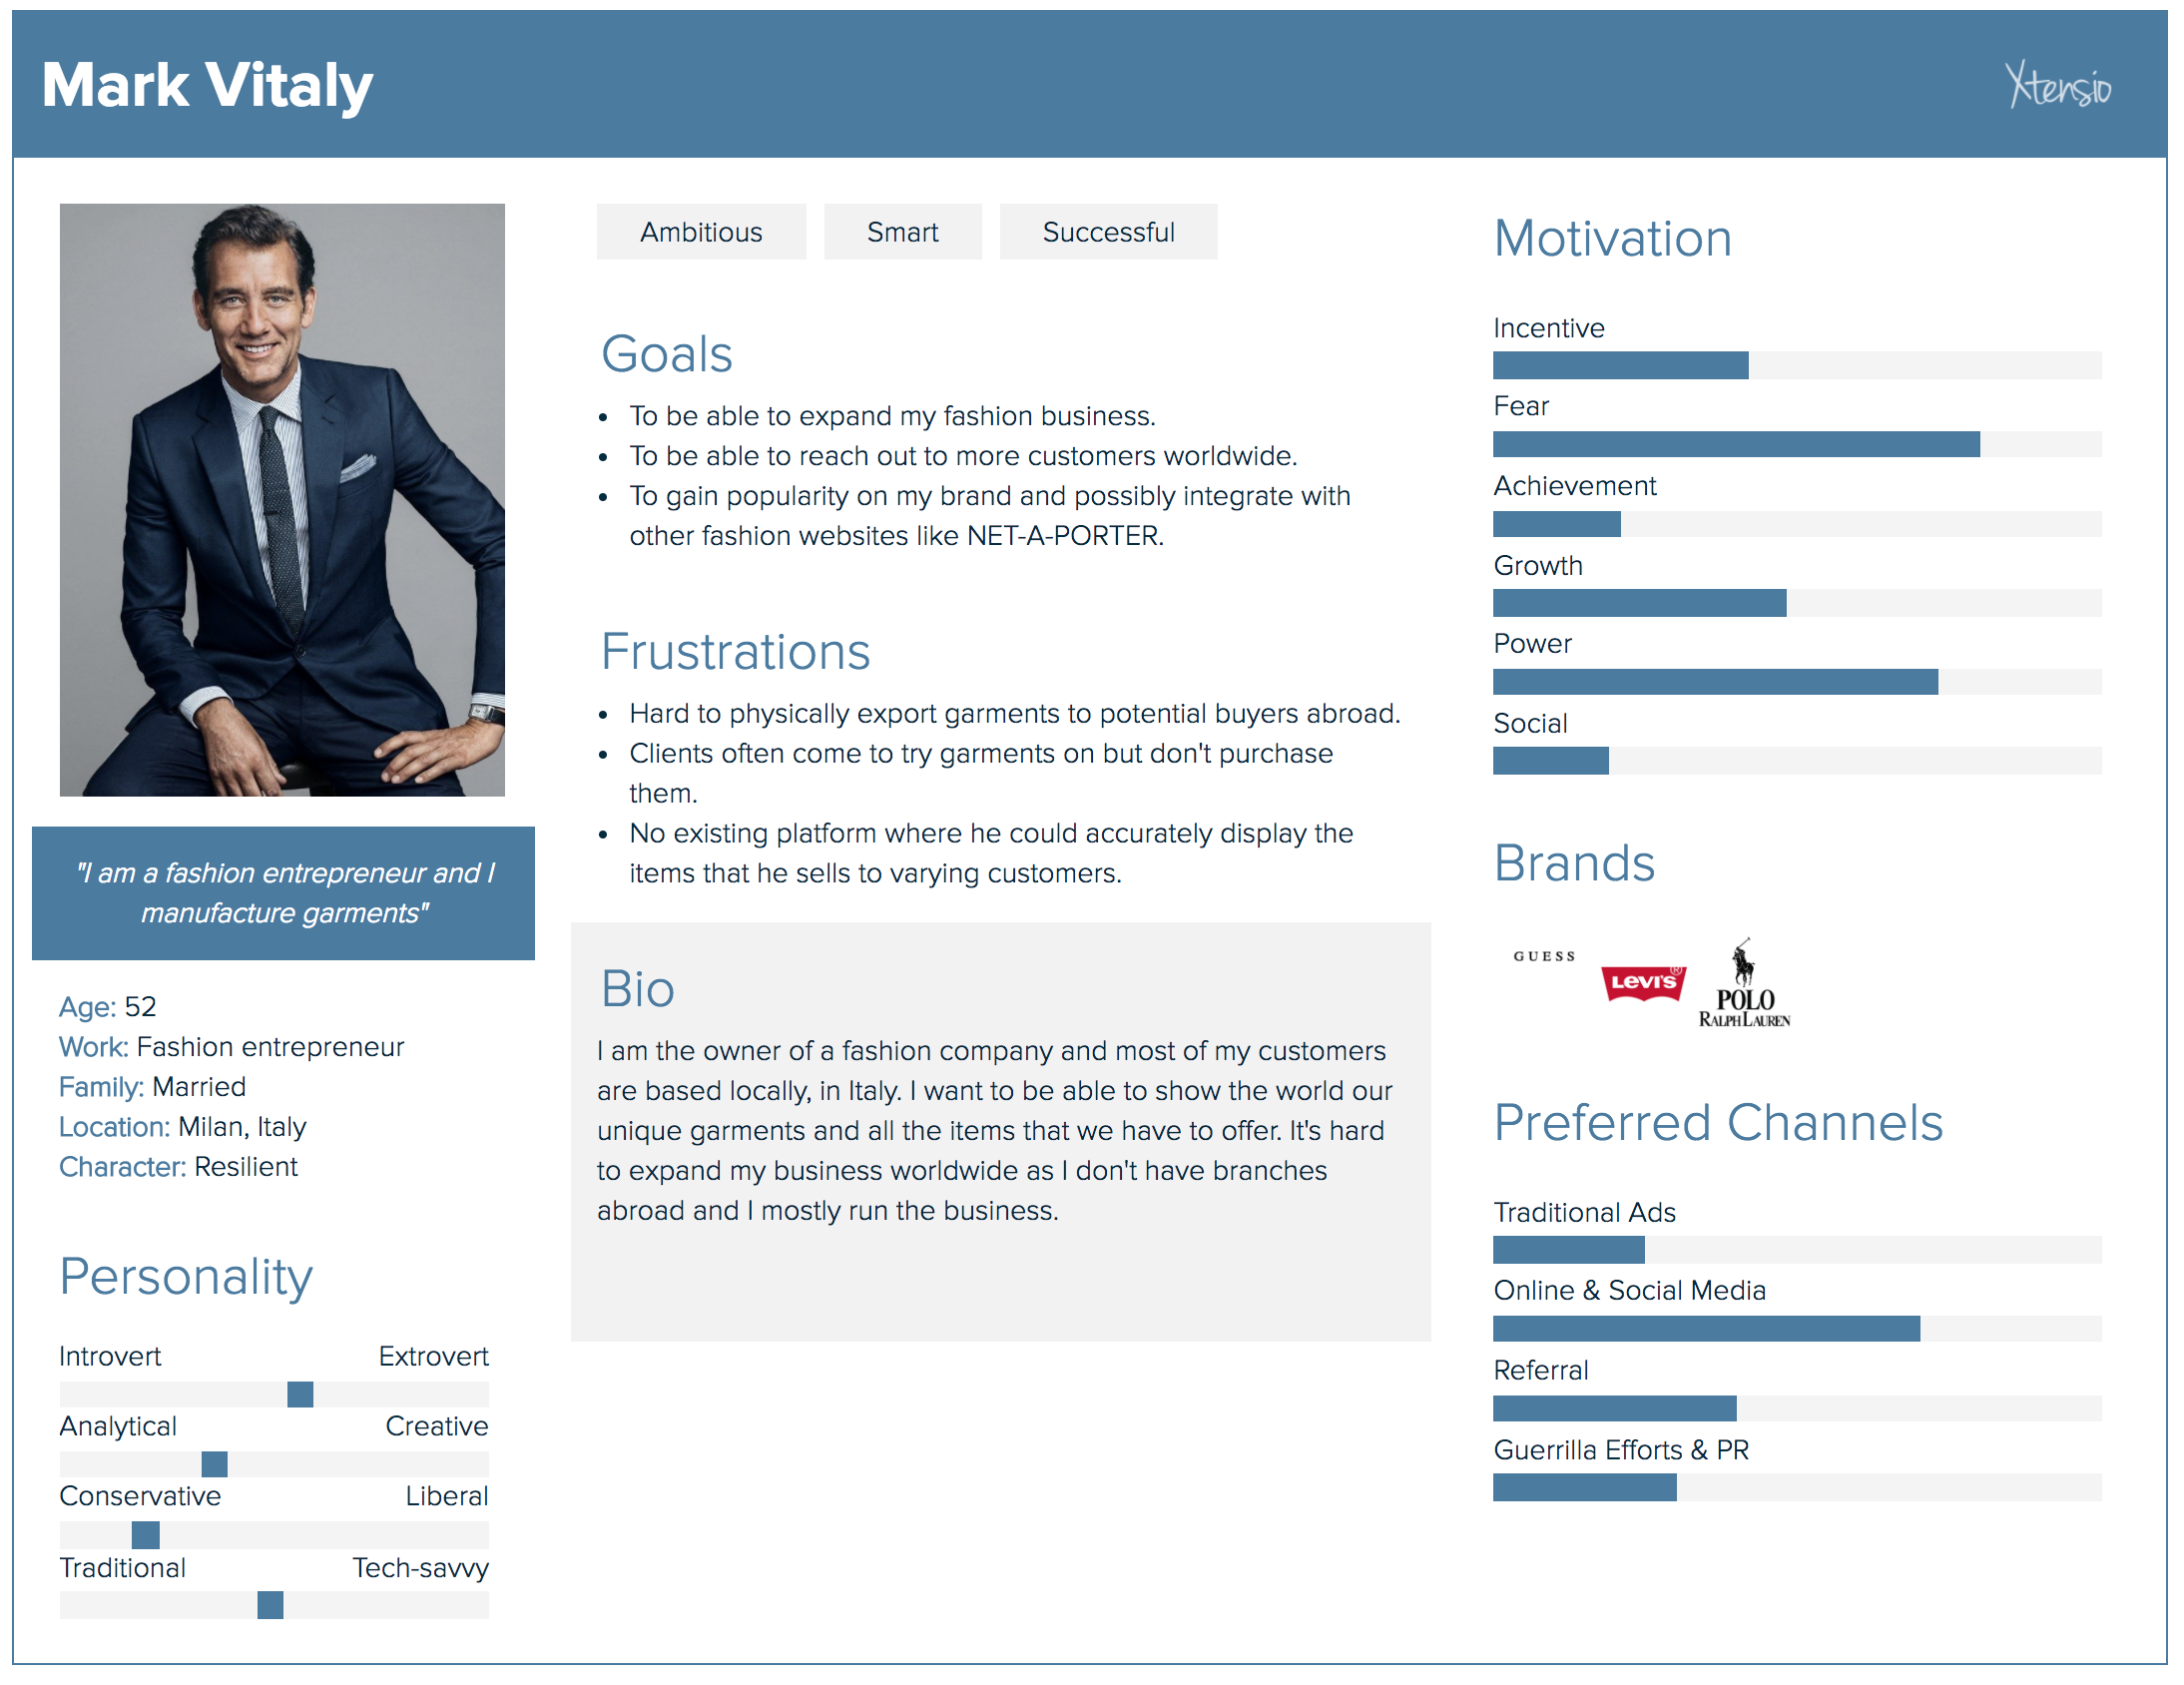 Mark Vitaly
Xtensio
"I am a fashion entrepreneur and I
manufacture garments"
Age: 52
Work: Fashion entrepreneur
Family: Married
Location: Milan, Italy
Character: Resilient
Personality
Introvert Extrovert
Analytical Creative
Conservative Liberal
Traditional Tech-savvy
Ambitious Smart Successful
Goals
• To be able to expand my fashion business.
• To be able to reach out to more customers worldwide.
• To gain popularity on my brand and possibly integrate with
other fashion websites like NET-A-PORTER.
Frustrations
• Hard to physically export garments to potential buyers abroad.
• Clients often come to try garments on but don't purchase
them.
• No existing platform where he could accurately display the
items that he sells to varying customers.
Bio
I am the owner of a fashion company and most of my customers
are based locally, in Italy. I want to be able to show the world our
unique garments and all the items that we have to offer. It's hard
to expand my business worldwide as I don't have branches
abroad and I mostly run the business.
Motivation
Incentive
Fear
Achievement
Growth
Power
Social
Brands
GUESS
LEVI'S®
POLO
RALPH LAUREN
Preferred Channels
Traditional Ads
Online & Social Media
Referral
Guerrilla Efforts & PR